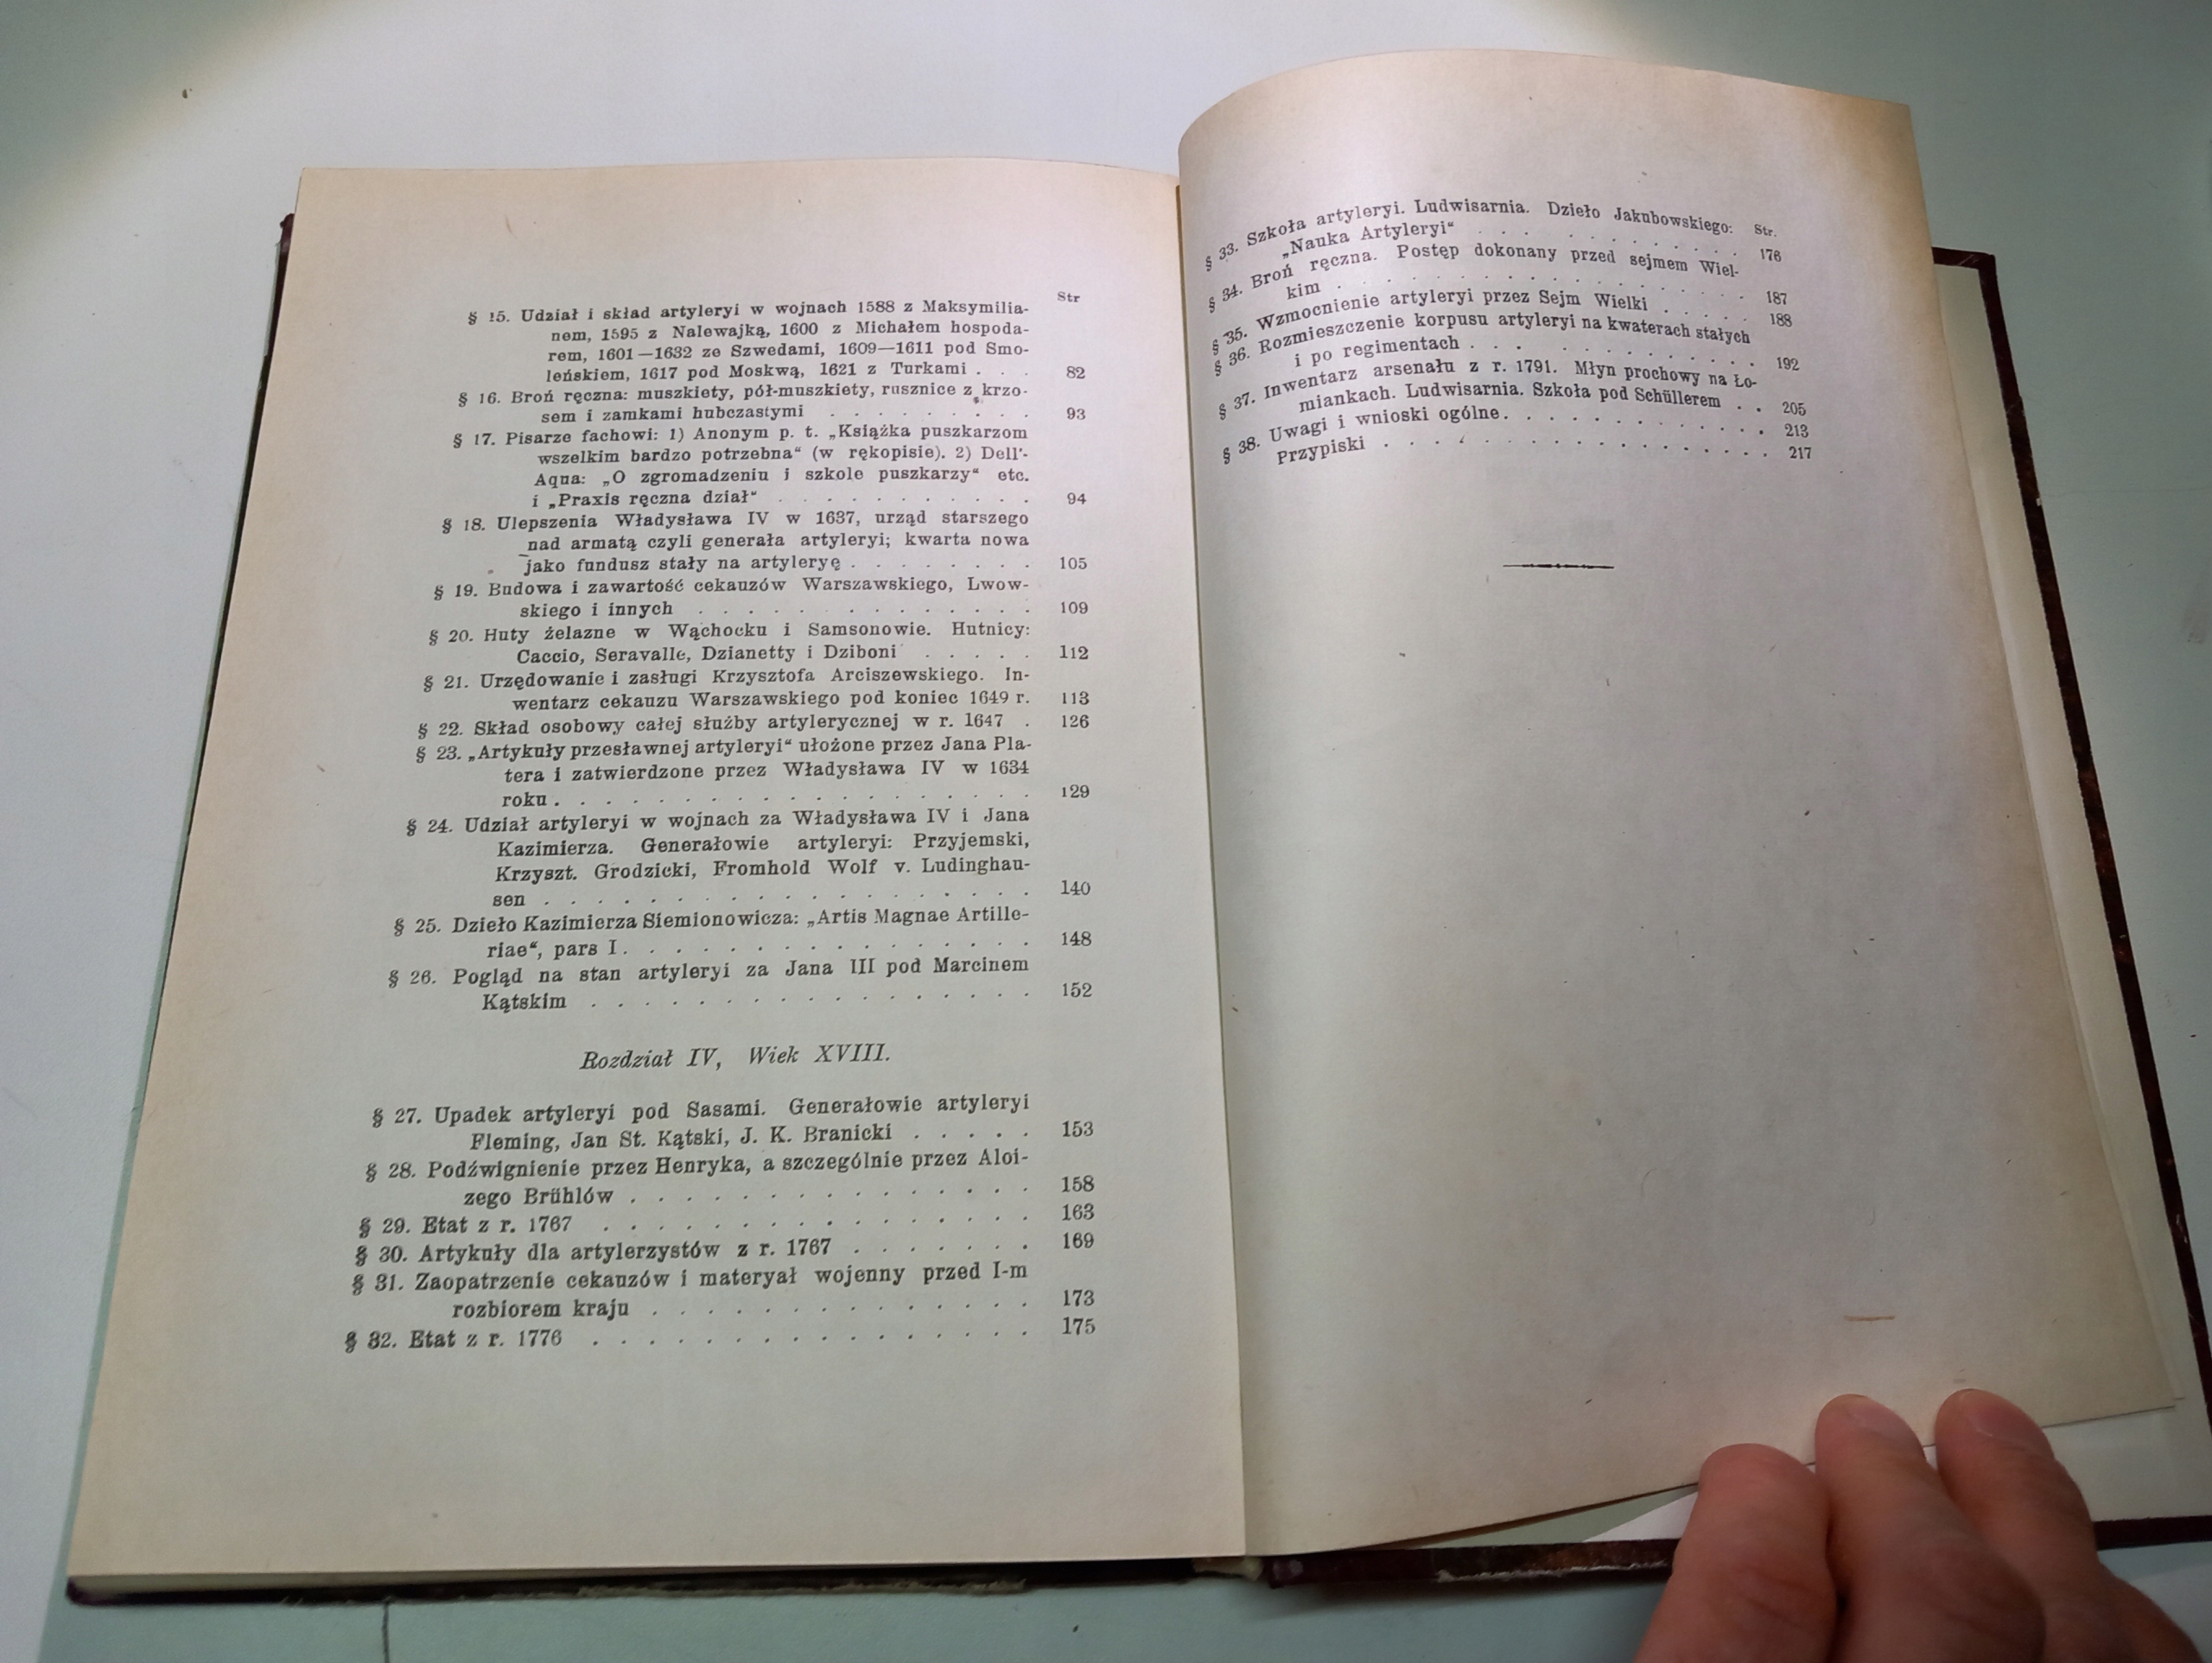 Str
§ 15. Udział i skład artyleryi w wojnach 1588 z Maksymilia-
nem, 1595 z Nalewajką, 1600 z Michałem hospoda-
rem, 1601—1632 ze Szwedami, 1609—1611 pod Smo-
leńskiem, 1617 pod Moskwą, 1621 z Turkami . . . 82
§ 16. Broń ręczna: muszkiety, pół-muszkiety, rusznice z krzo-
sem i zamkami hubczastymi . . . . . . . . . 93
§ 17. Pisarze fachowi: 1) Anonym p. t. „Książka puszkarzom
wszelkim bardzo potrzebna“ (w rękopisie). 2) Dell'-
Aqua: „O zgromadzeniu i szkole puszkarzy“ etc.
i „Praxis ręczna dział“ . . . . . . . . . . . 94
§ 18. Ulepszenia Władysława IV w 1637, urząd starszego
nad armatą czyli generała artyleryi; kwarta nowa
jako fundusz stały na artyleryę . . . . . . . . 105
§ 19. Budowa i zawartość cekauzów Warszawskiego, Lwow-
skiego i innych . . . . . . . . . . . . . 109
§ 20. Huty żelazne w Wąchocku i Samsonowie. Hutnicy:
Caccio, Seravalle, Dzianetty i Dziboni . . . . . 112
§ 21. Urzędowanie i zasługi Krzysztofa Arciszewskiego. In-
wentarz cekauzu Warszawskiego pod koniec 1649 r. 113
§ 22. Skład osobowy całej służby artylerycznej w r. 1647 . 126
§ 23. „Artykuły przesławnej artyleryi“ ułożone przez Jana Pla-
tera i zatwierdzone przez Władysława IV w 1634
roku . . . . . . . . . . . . . . . . . . 129
§ 24. Udział artyleryi w wojnach za Władysława IV i Jana
Kazimierza. Generałowie artyleryi: Przyjemski,
Krzyszt. Grodzicki, Fromhold Wolf v. Ludinghau-
sen . . . . . . . . . . . . . . . . . . 140
§ 25. Dzieło Kazimierza Siemionowicza: „Artis Magnae Artille-
riae“, pars I . . . . . . . . . . . . . . . 148
§ 26. Pogląd na stan artyleryi za Jana III pod Marcinem
Kątskim . . . . . . . . . . . . . . . . . 152
Rozdział IV, Wiek XVIII.
§ 27. Upadek artyleryi pod Sasami. Generałowie artyleryi
Fleming, Jan St. Kątski, J. K. Branicki . . . . . 153
§ 28. Podźwignienie przez Henryka, a szczególnie przez Aloi-
zego Brühlów . . . . . . . . . . . . . . . 158
§ 29. Etat z r. 1767 . . . . . . . . . . . . . . . . 163
§ 30. Artykuły dla artylerzystów z r. 1767 . . . . . . . 169
§ 31. Zaopatrzenie cekauzów i materyał wojenny przed I-m
rozbiorem kraju . . . . . . . . . . . . . . 173
§ 32. Etat z r. 1776 . . . . . . . . . . . . . . . . 175
Str.
§ 33. Szkoła artyleryi. Ludwisarnia. Dzieło Jakubowskiego:
„Nauka Artyleryi“ . . . . . . . . . . . 176
§ 34. Broń ręczna. Postęp dokonany przed sejmem Wiel-
kim . . . . . . . . . . . . . . . . . . 187
§ 35. Wzmocnienie artyleryi przez Sejm Wielki . . . . . 188
§ 36. Rozmieszczenie korpusu artyleryi na kwaterach stałych
i po regimentach . . . . . . . . . . . . . 192
§ 37. Inwentarz arsenału z r. 1791. Młyn prochowy na Ło-
miankach. Ludwisarnia. Szkoła pod Schüllerem . . 205
§ 38. Uwagi i wnioski ogólne . . . . . . . . . . . . 213
Przypiski . . . . . . . . . . . . . . . . . 217